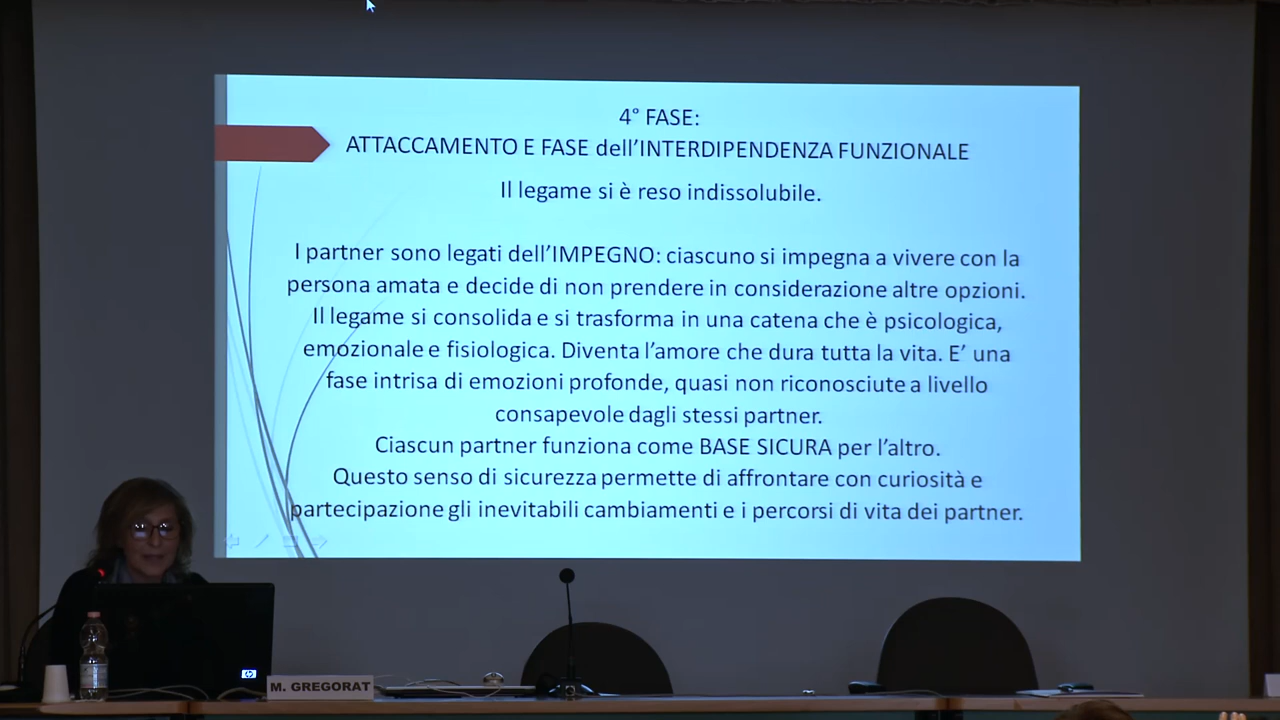 4° FASE:
ATTACCAMENTO E FASE dell’INTERDIPENDENZA FUNZIONALE
Il legame si è reso indissolubile.
I partner sono legati dell’IMPEGNO: ciascuno si impegna a vivere con la
persona amata e decide di non prendere in considerazione altre opzioni.
Il legame si consolida e si trasforma in una catena che è psicologica,
emozionale e fisiologica. Diventa l’amore che dura tutta la vita. E’ una
fase intrisa di emozioni profonde, quasi non riconosciute a livello
consapevole dagli stessi partner.
Ciascun partner funziona come BASE SICURA per l’altro.
Questo senso di sicurezza permette di affrontare con curiosità e
partecipazione gli inevitabili cambiamenti e i percorsi di vita dei partner.
hp
M. GREGORAT